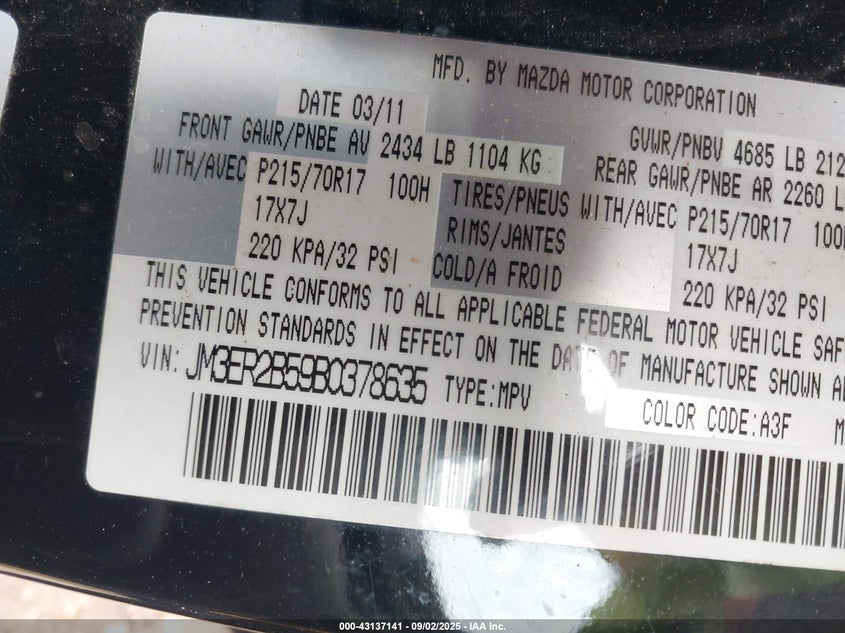 MFD. BY MAZDA MOTOR CORPORATION
DATE 03/11
GVWR/PNBV 4685 LB 212
FRONT GAWR/PNBE AV 2434 LB 1104 KG
REAR GAWR/PNBE AR 2260 L
WITH/AVEC P215/70R17 100H TIRES/PNEUS WITH/AVEC P215/70R17 100H
17X7J RIMS/JANTES 17X7J
220 KPA/32 PSI COLD/A FROID 220 KPA/32 PSI
THIS VEHICLE CONFORMS TO ALL APPLICABLE FEDERAL MOTOR VEHICLE SAF
PREVENTION STANDARDS IN EFFECT ON THE DATE OF MANUFACTURE SHOWN A
VIN: JM3ER2B59B0378635 TYPE:MPV
COLOR CODE:A3F M
000-43137141 - 09/02/2025 - IAA Inc.